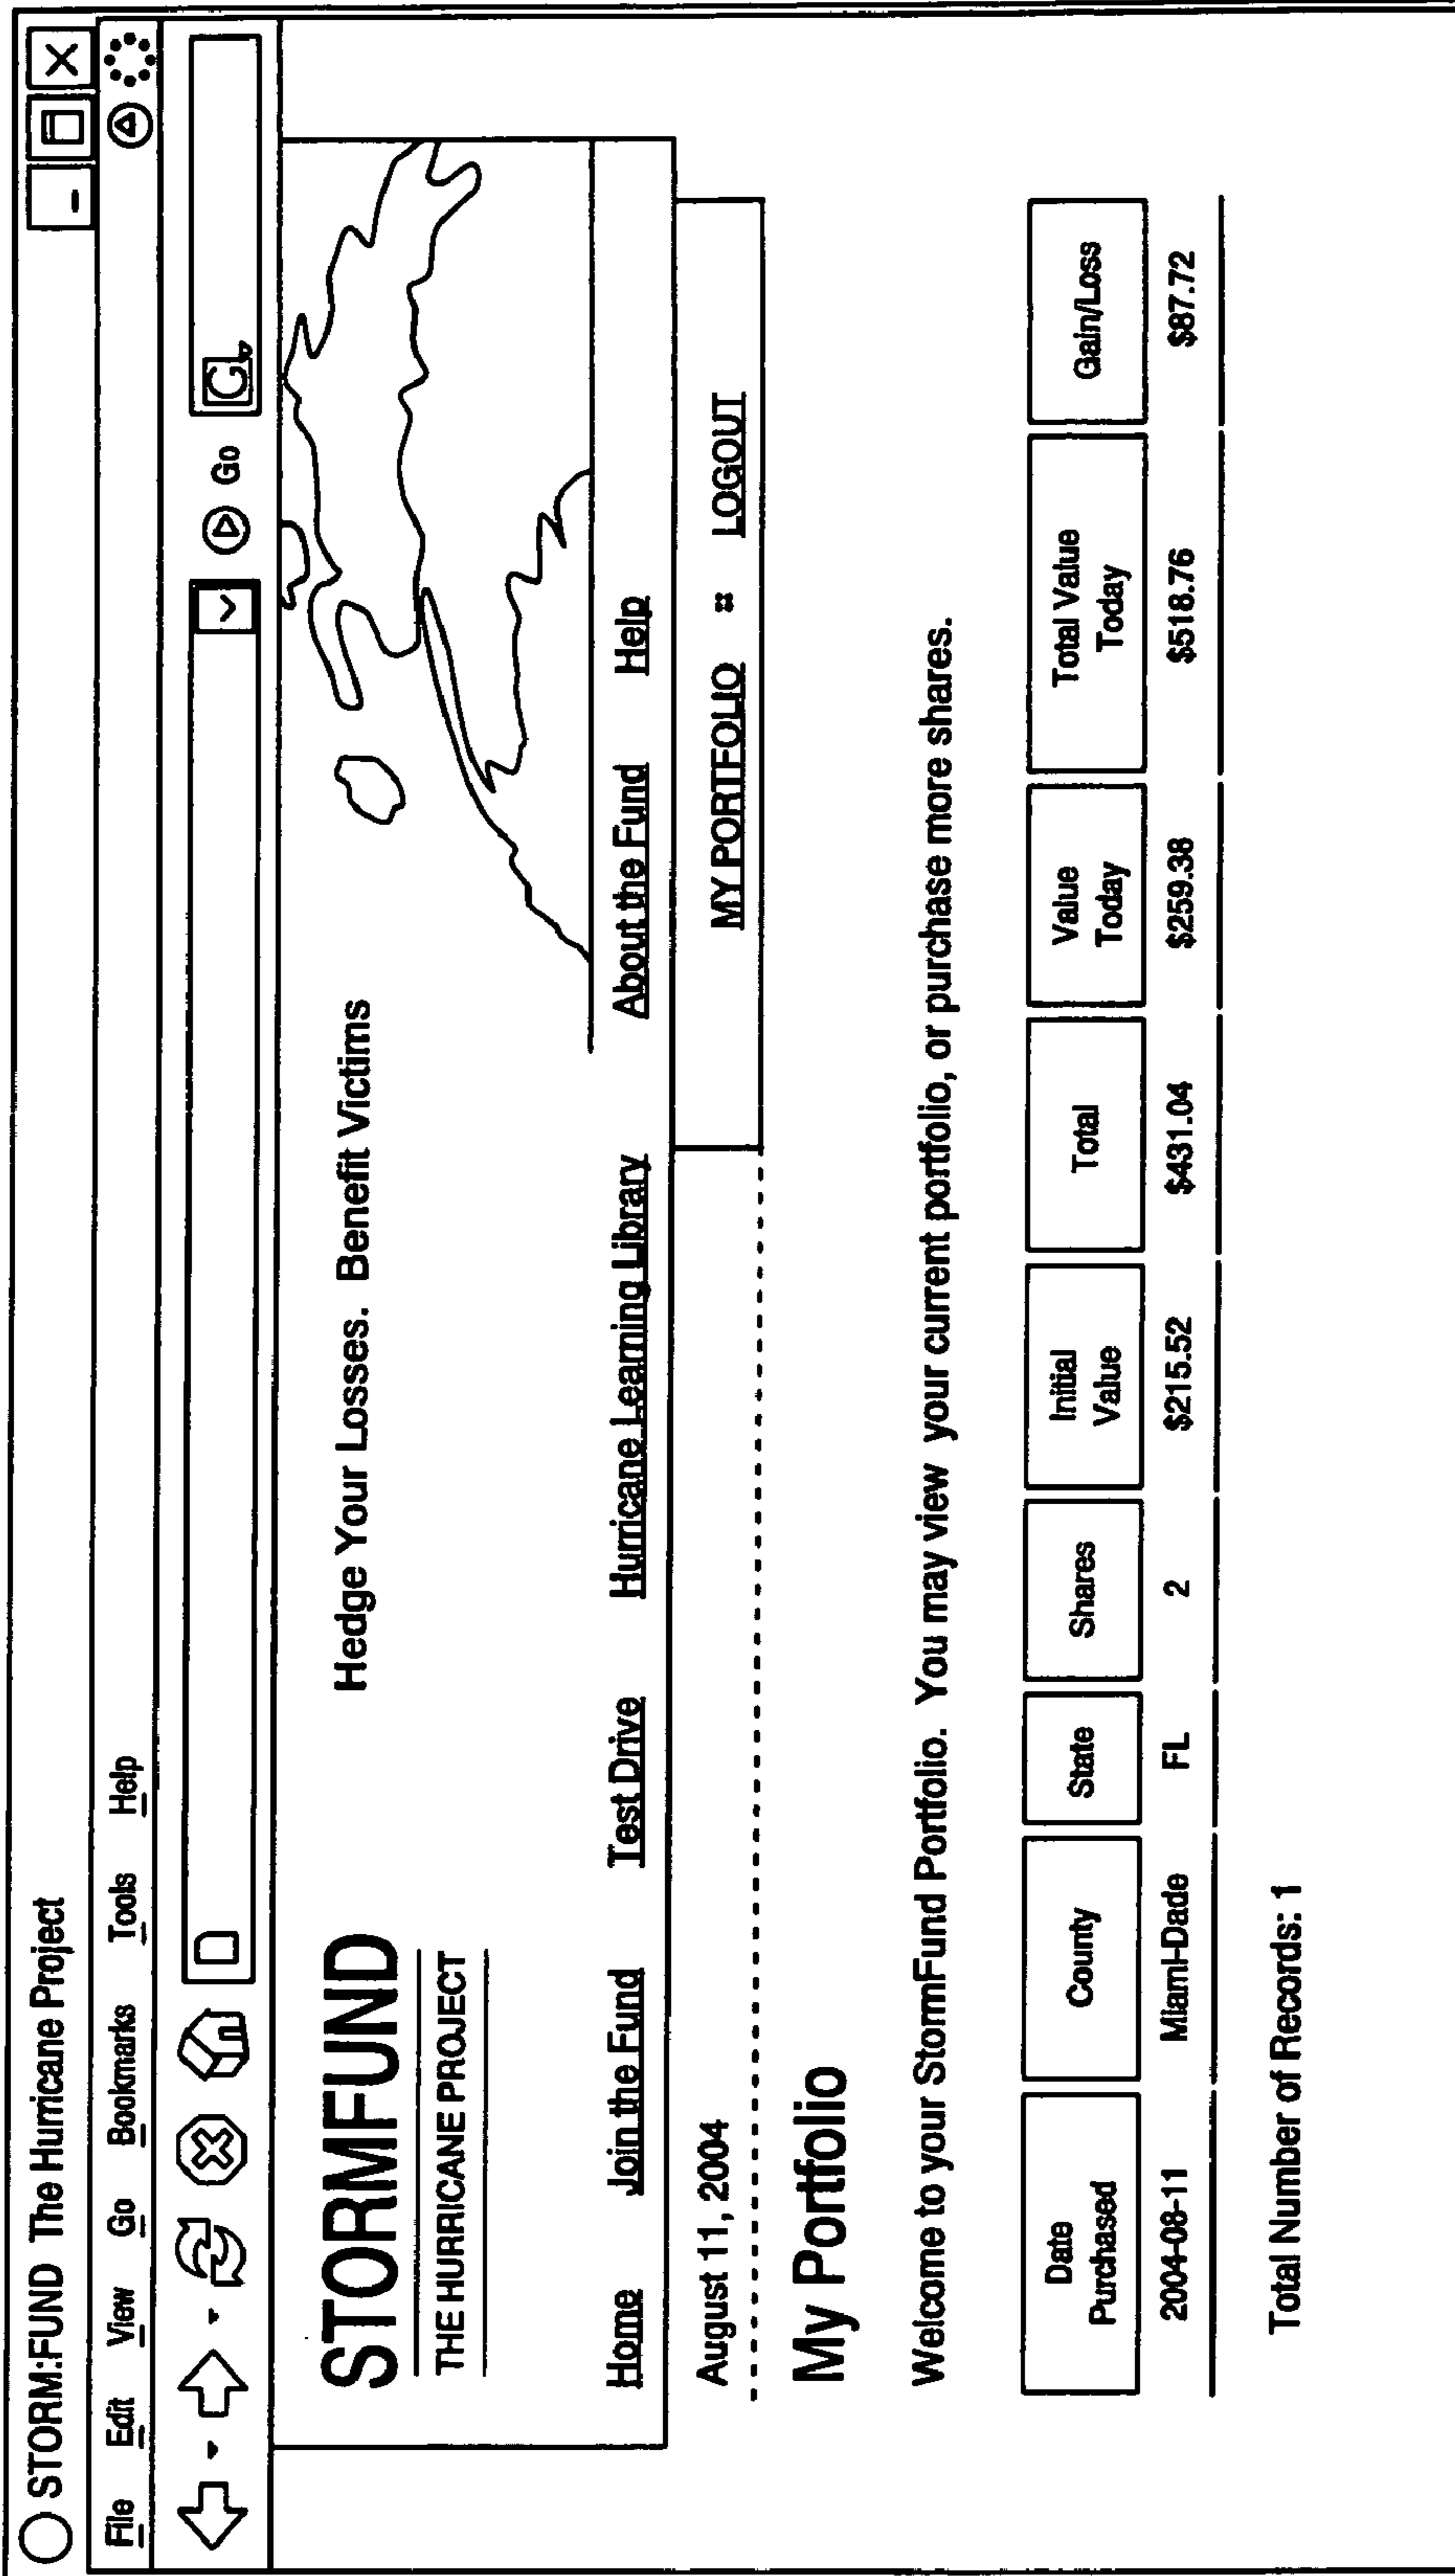 STORM:FUND The Hurricane Project
File Edit View Go Bookmarks Tools Help
Go G
STORMFUND
THE HURRICANE PROJECT
Hedge Your Losses. Benefit Victims
Home Join the Fund Test Drive Hurricane Learning Library About the Fund Help
August 11, 2004
MY PORTFOLIO :: LOGOUT
My Portfolio
Welcome to your StormFund Portfolio. You may view your current portfolio, or purchase more shares.
Date Purchased County State Shares Initial Value Total Value Today Total Value Today Gain/Loss
2004-08-11 Miami-Dade FL 2 $215.52 $431.04 $259.38 $518.76 $87.72
Total Number of Records: 1